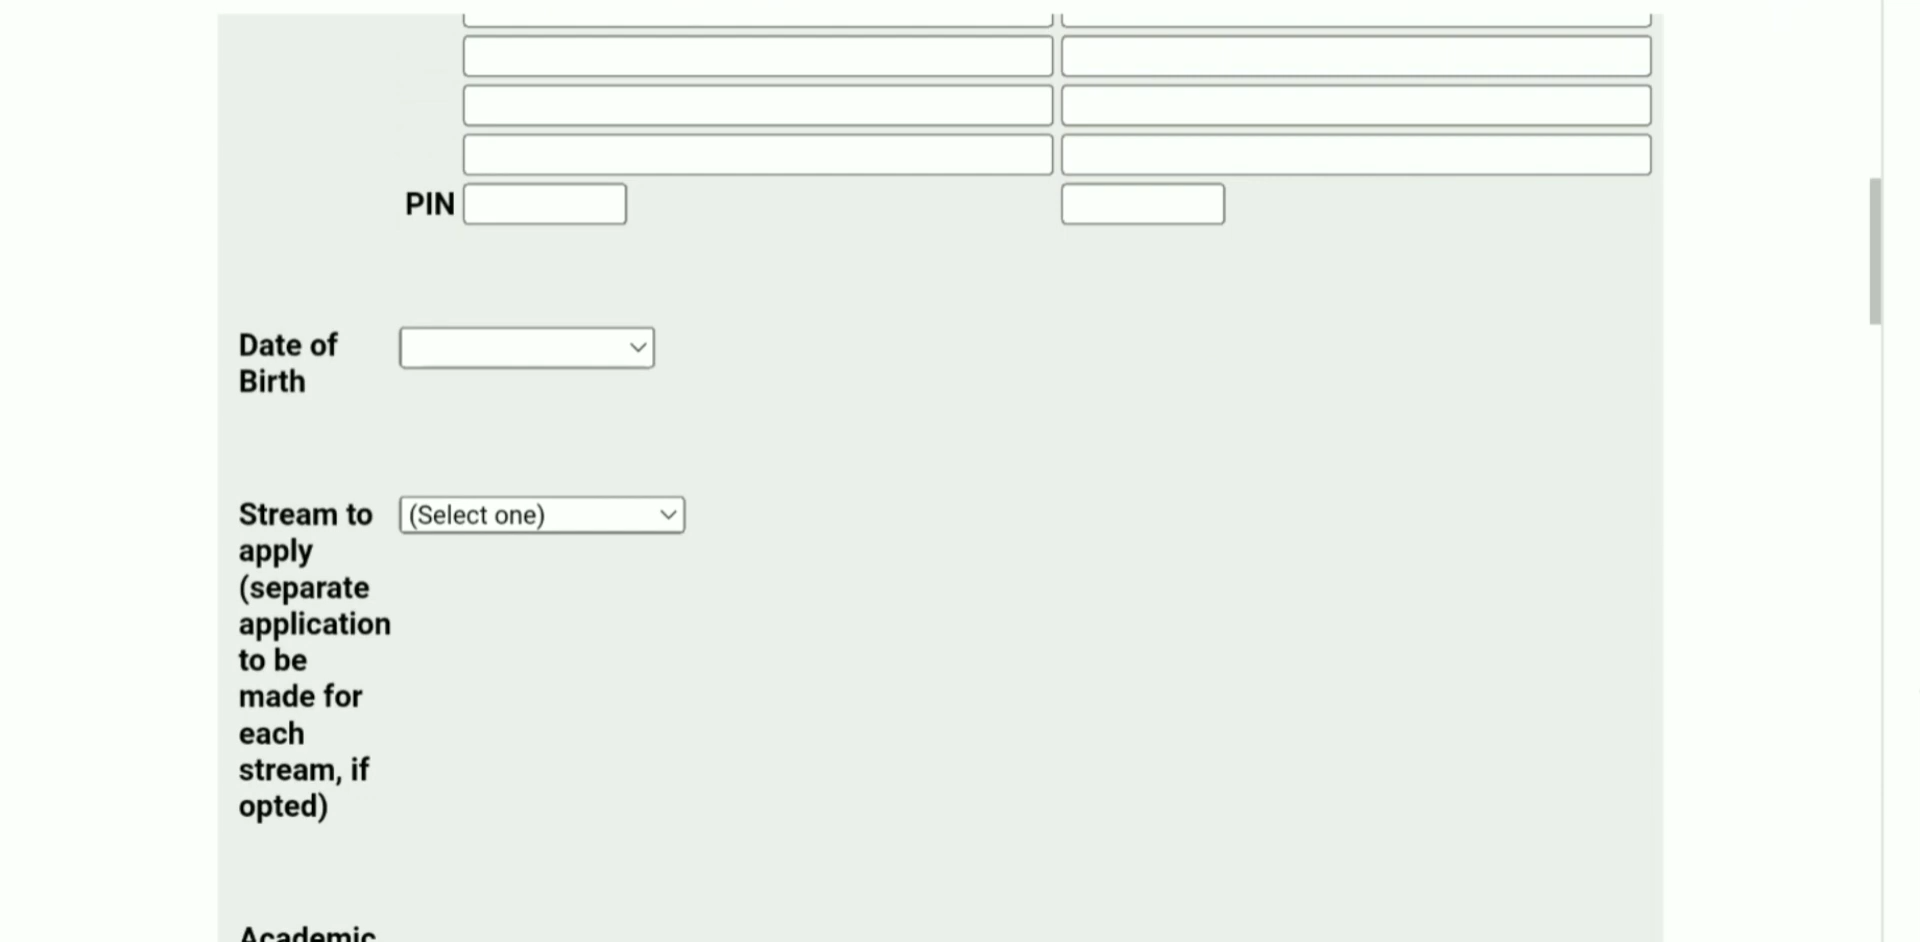 PIN
Date of
Birth
Stream to
(Select one)
apply
(separate
application
to be
made for
each
stream, if
opted)
Academic